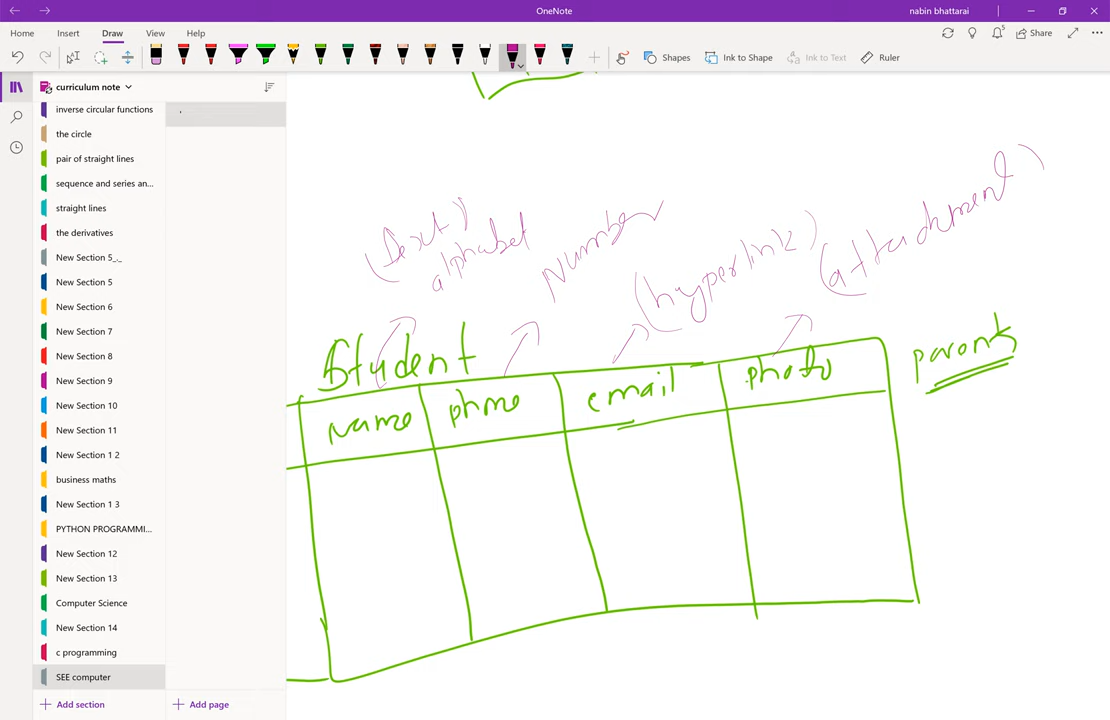 OneNote
nabin bhattarai
Home Insert Draw View Help
Share
Shapes Ink to Shape Ink to Text Ruler
curriculum note
inverse circular functions
the circle
pair of straight lines
sequence and series an...
straight lines
the derivatives
New Section 5_._
New Section 5
New Section 6
New Section 7
New Section 8
New Section 9
New Section 10
New Section 11
New Section 1 2
business maths
New Section 1 3
PYTHON PROGRAMMI...
New Section 12
New Section 13
Computer Science
New Section 14
c programming
SEE computer
Add section
Add page
(text)
alphabet
Number
(hyperlink)
(attachment)
Student
parents
Name phone email photo